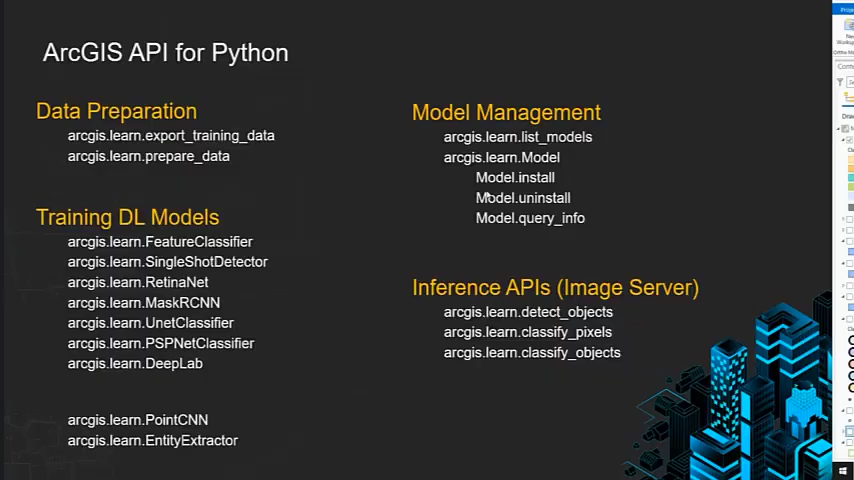 ArcGIS API for Python
Data Preparation
arcgis.learn.export_training_data
arcgis.learn.prepare_data
Training DL Models
arcgis.learn.FeatureClassifier
arcgis.learn.SingleShotDetector
arcgis.learn.RetinaNet
arcgis.learn.MaskRCNN
arcgis.learn.UnetClassifier
arcgis.learn.PSPNetClassifier
arcgis.learn.DeepLab
arcgis.learn.PointCNN
arcgis.learn.EntityExtractor
Model Management
arcgis.learn.list_models
arcgis.learn.Model
Model.install
Model.uninstall
Model.query_info
Inference APIs (Image Server)
arcgis.learn.detect_objects
arcgis.learn.classify_pixels
arcgis.learn.classify_objects